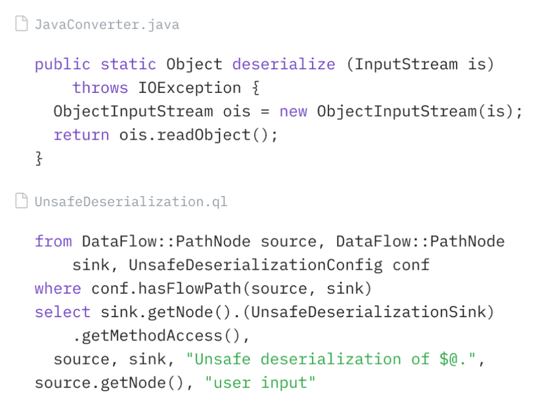 JavaConverter.java
public static Object deserialize (InputStream is)
throws IOException {
ObjectInputStream ois = new ObjectInputStream(is);
return ois.readObject();
}
UnsafeDeserialization.ql
from DataFlow::PathNode source, DataFlow::PathNode
sink, UnsafeDeserializationConfig conf
where conf.hasFlowPath(source, sink)
select sink.getNode().(UnsafeDeserializationSink)
.getMethodAccess(),
source, sink, "Unsafe deserialization of $@.",
source.getNode(), "user input"